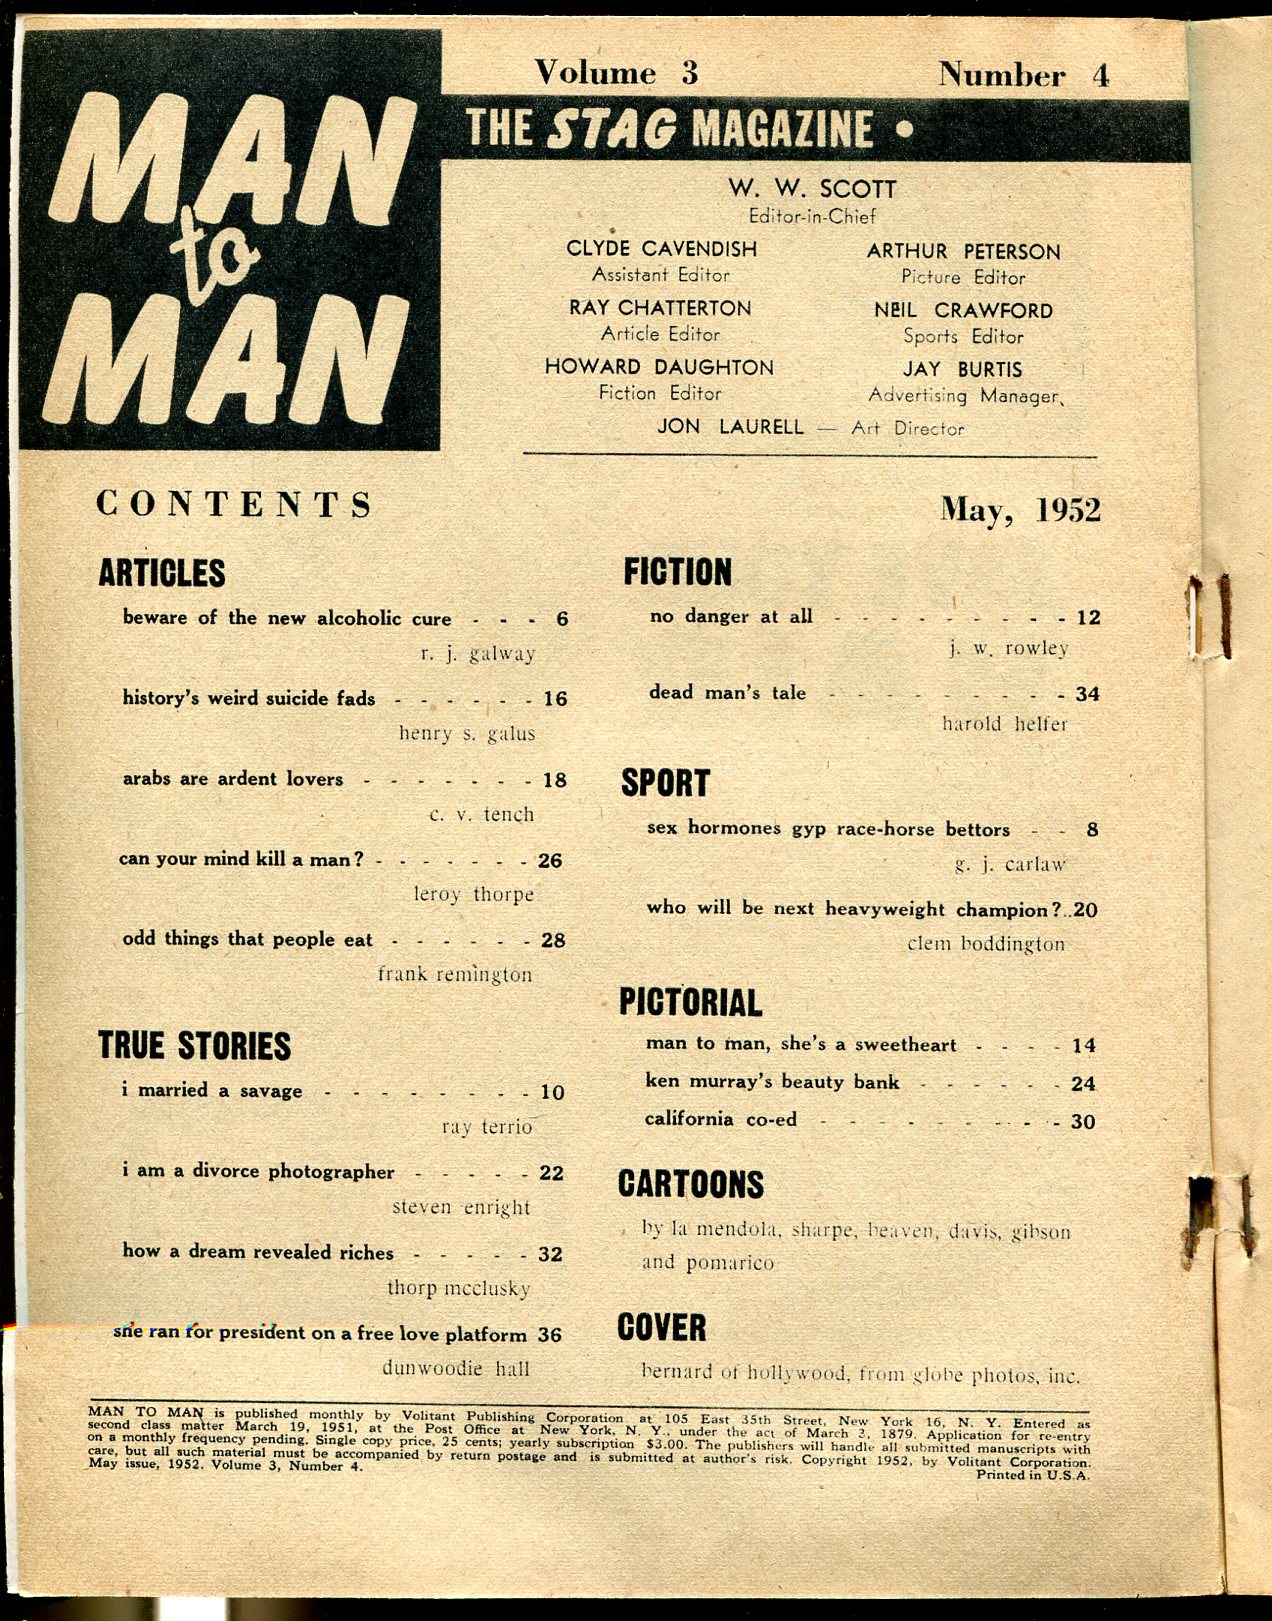 MAN
to
MAN
Volume 3 Number 4
THE STAG MAGAZINE •
W. W. SCOTT
Editor-in-Chief
CLYDE CAVENDISH
Assistant Editor
ARTHUR PETERSON
Picture Editor
RAY CHATTERTON
Article Editor
NEIL CRAWFORD
Sports Editor
HOWARD DAUGHTON
Fiction Editor
JAY BURTIS
Advertising Manager
JON LAURELL — Art Director
CONTENTS
May, 1952
ARTICLES
beware of the new alcoholic cure - - - 6
r. j. galway
history's weird suicide fads - - - - - - 16
henry s. galus
arabs are ardent lovers - - - - - - - 18
c. v. tench
can your mind kill a man? - - - - - - - 26
leroy thorpe
odd things that people eat - - - - - - 28
frank remington
TRUE STORIES
i married a savage - - - - - - - - 10
ray terrio
i am a divorce photographer - - - - - 22
steven enright
how a dream revealed riches - - - - - 32
thorp mcclusky
she ran for president on a free love platform 36
dunwoodie hall
FICTION
no danger at all - - - - - - - - - 12
j. w. rowley
dead man's tale - - - - - - - - - 34
harold helfer
SPORT
sex hormones gyp race-horse bettors - - 8
g. j. carlaw
who will be next heavyweight champion?..20
clem boddington
PICTORIAL
man to man, she's a sweetheart - - - - 14
ken murray's beauty bank - - - - - - 24
california co-ed - - - - - - - - - 30
CARTOONS
by la mendola, sharpe, beaven, davis, gibson
and pomarico
COVER
bernard of hollywood, from globe photos, inc.
MAN TO MAN is published monthly by Volitant Publishing Corporation at 105 East 35th Street, New York 16, N. Y. Entered as
second class matter March 19, 1951, at the Post Office at New York, N. Y., under the act of March 3, 1879. Application for re-entry
on a monthly frequency pending. Single copy price, 25 cents; yearly subscription $3.00. The publishers will handle all submitted manuscripts with
care, but all such material must be accompanied by return postage and is submitted at author's risk. Copyright 1952, by Volitant Corporation.
May issue, 1952. Volume 3, Number 4.
Printed in U.S.A.